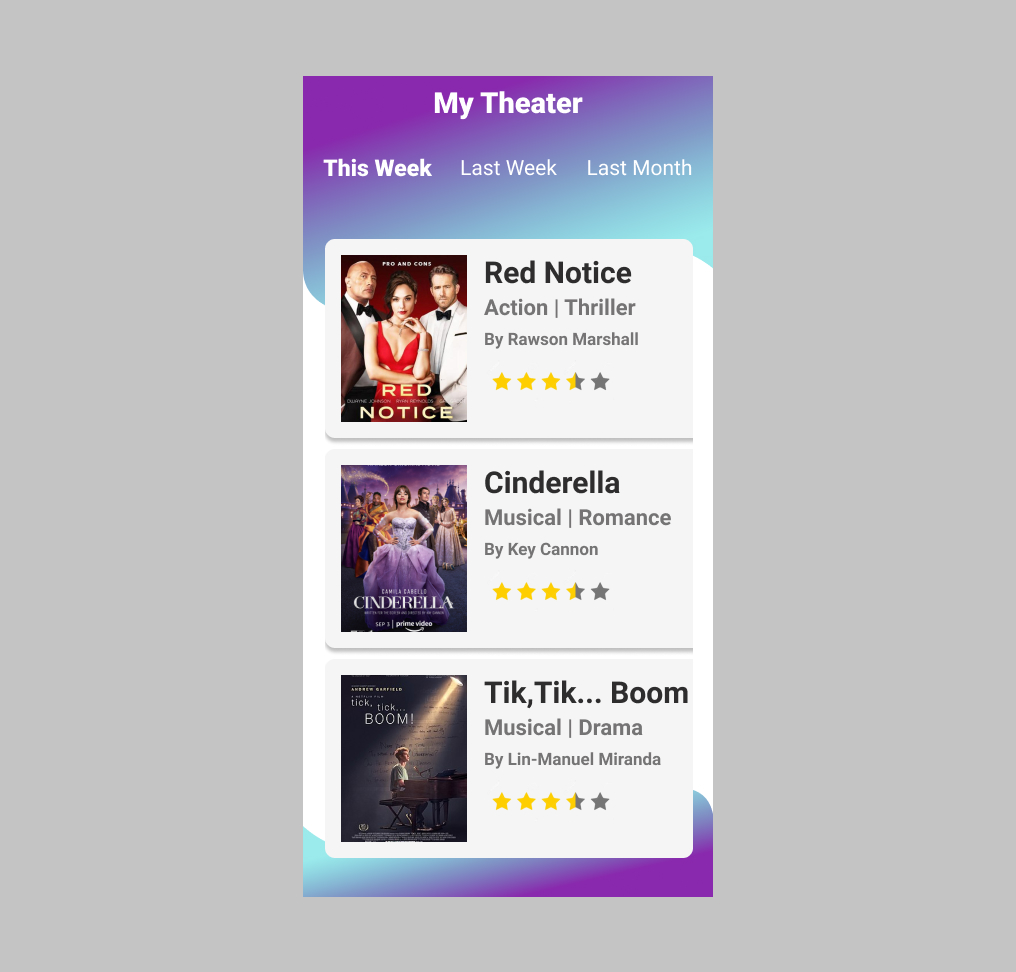 My Theater
This Week Last Week Last Month
PRO AND CONS
RED
DWAYNE JOHNSON RYAN REYNOLDS
NOTICE
Red Notice
Action | Thriller
By Rawson Marshall
CAMILA CABELLO
CINDERELLA
SEP 3 | prime video
Cinderella
Musical | Romance
By Key Cannon
ANDREW GARFIELD
A NETFLIX FILM
tick, tick...
BOOM!
Tik,Tik... Boom
Musical | Drama
By Lin-Manuel Miranda